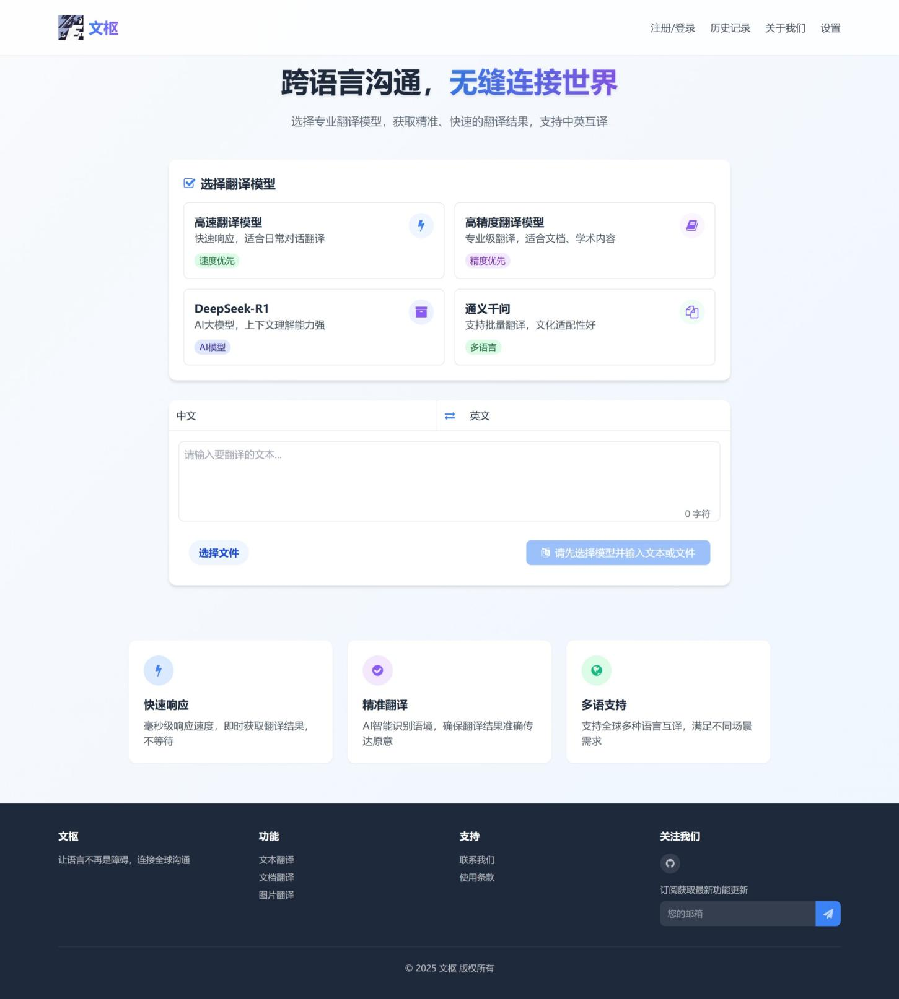 文枢
注册/登录 历史记录 关于我们 设置
跨语言沟通，无缝连接世界
选择专业翻译模型，获取精准、快速的翻译结果，支持中英互译
选择翻译模型
高速翻译模型
快速响应，适合日常对话翻译
速度优先
高精度翻译模型
专业级翻译，适合文档、学术内容
精度优先
DeepSeek-R1
AI大模型，上下文理解能力强
AI模型
通义千问
支持批量翻译，文化适配性好
多语言
中文
英文
请输入要翻译的文本...
0 字符
选择文件
请先选择模型并输入文本或文件
快速响应
毫秒级响应速度，即时获取翻译结果，
不等待
精准翻译
AI智能识别语境，确保翻译结果准确传
达原意
多语支持
支持全球多种语言互译，满足不同场景
需求
文枢
让语言不再是障碍，连接全球沟通
功能
文本翻译
文档翻译
图片翻译
支持
联系我们
使用条款
关注我们
订阅获取最新功能更新
您的邮箱
© 2025 文枢 版权所有